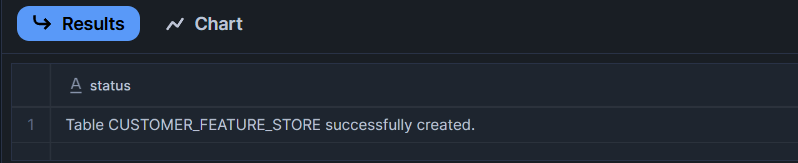 Results
Chart
A status
1 Table CUSTOMER_FEATURE_STORE successfully created.